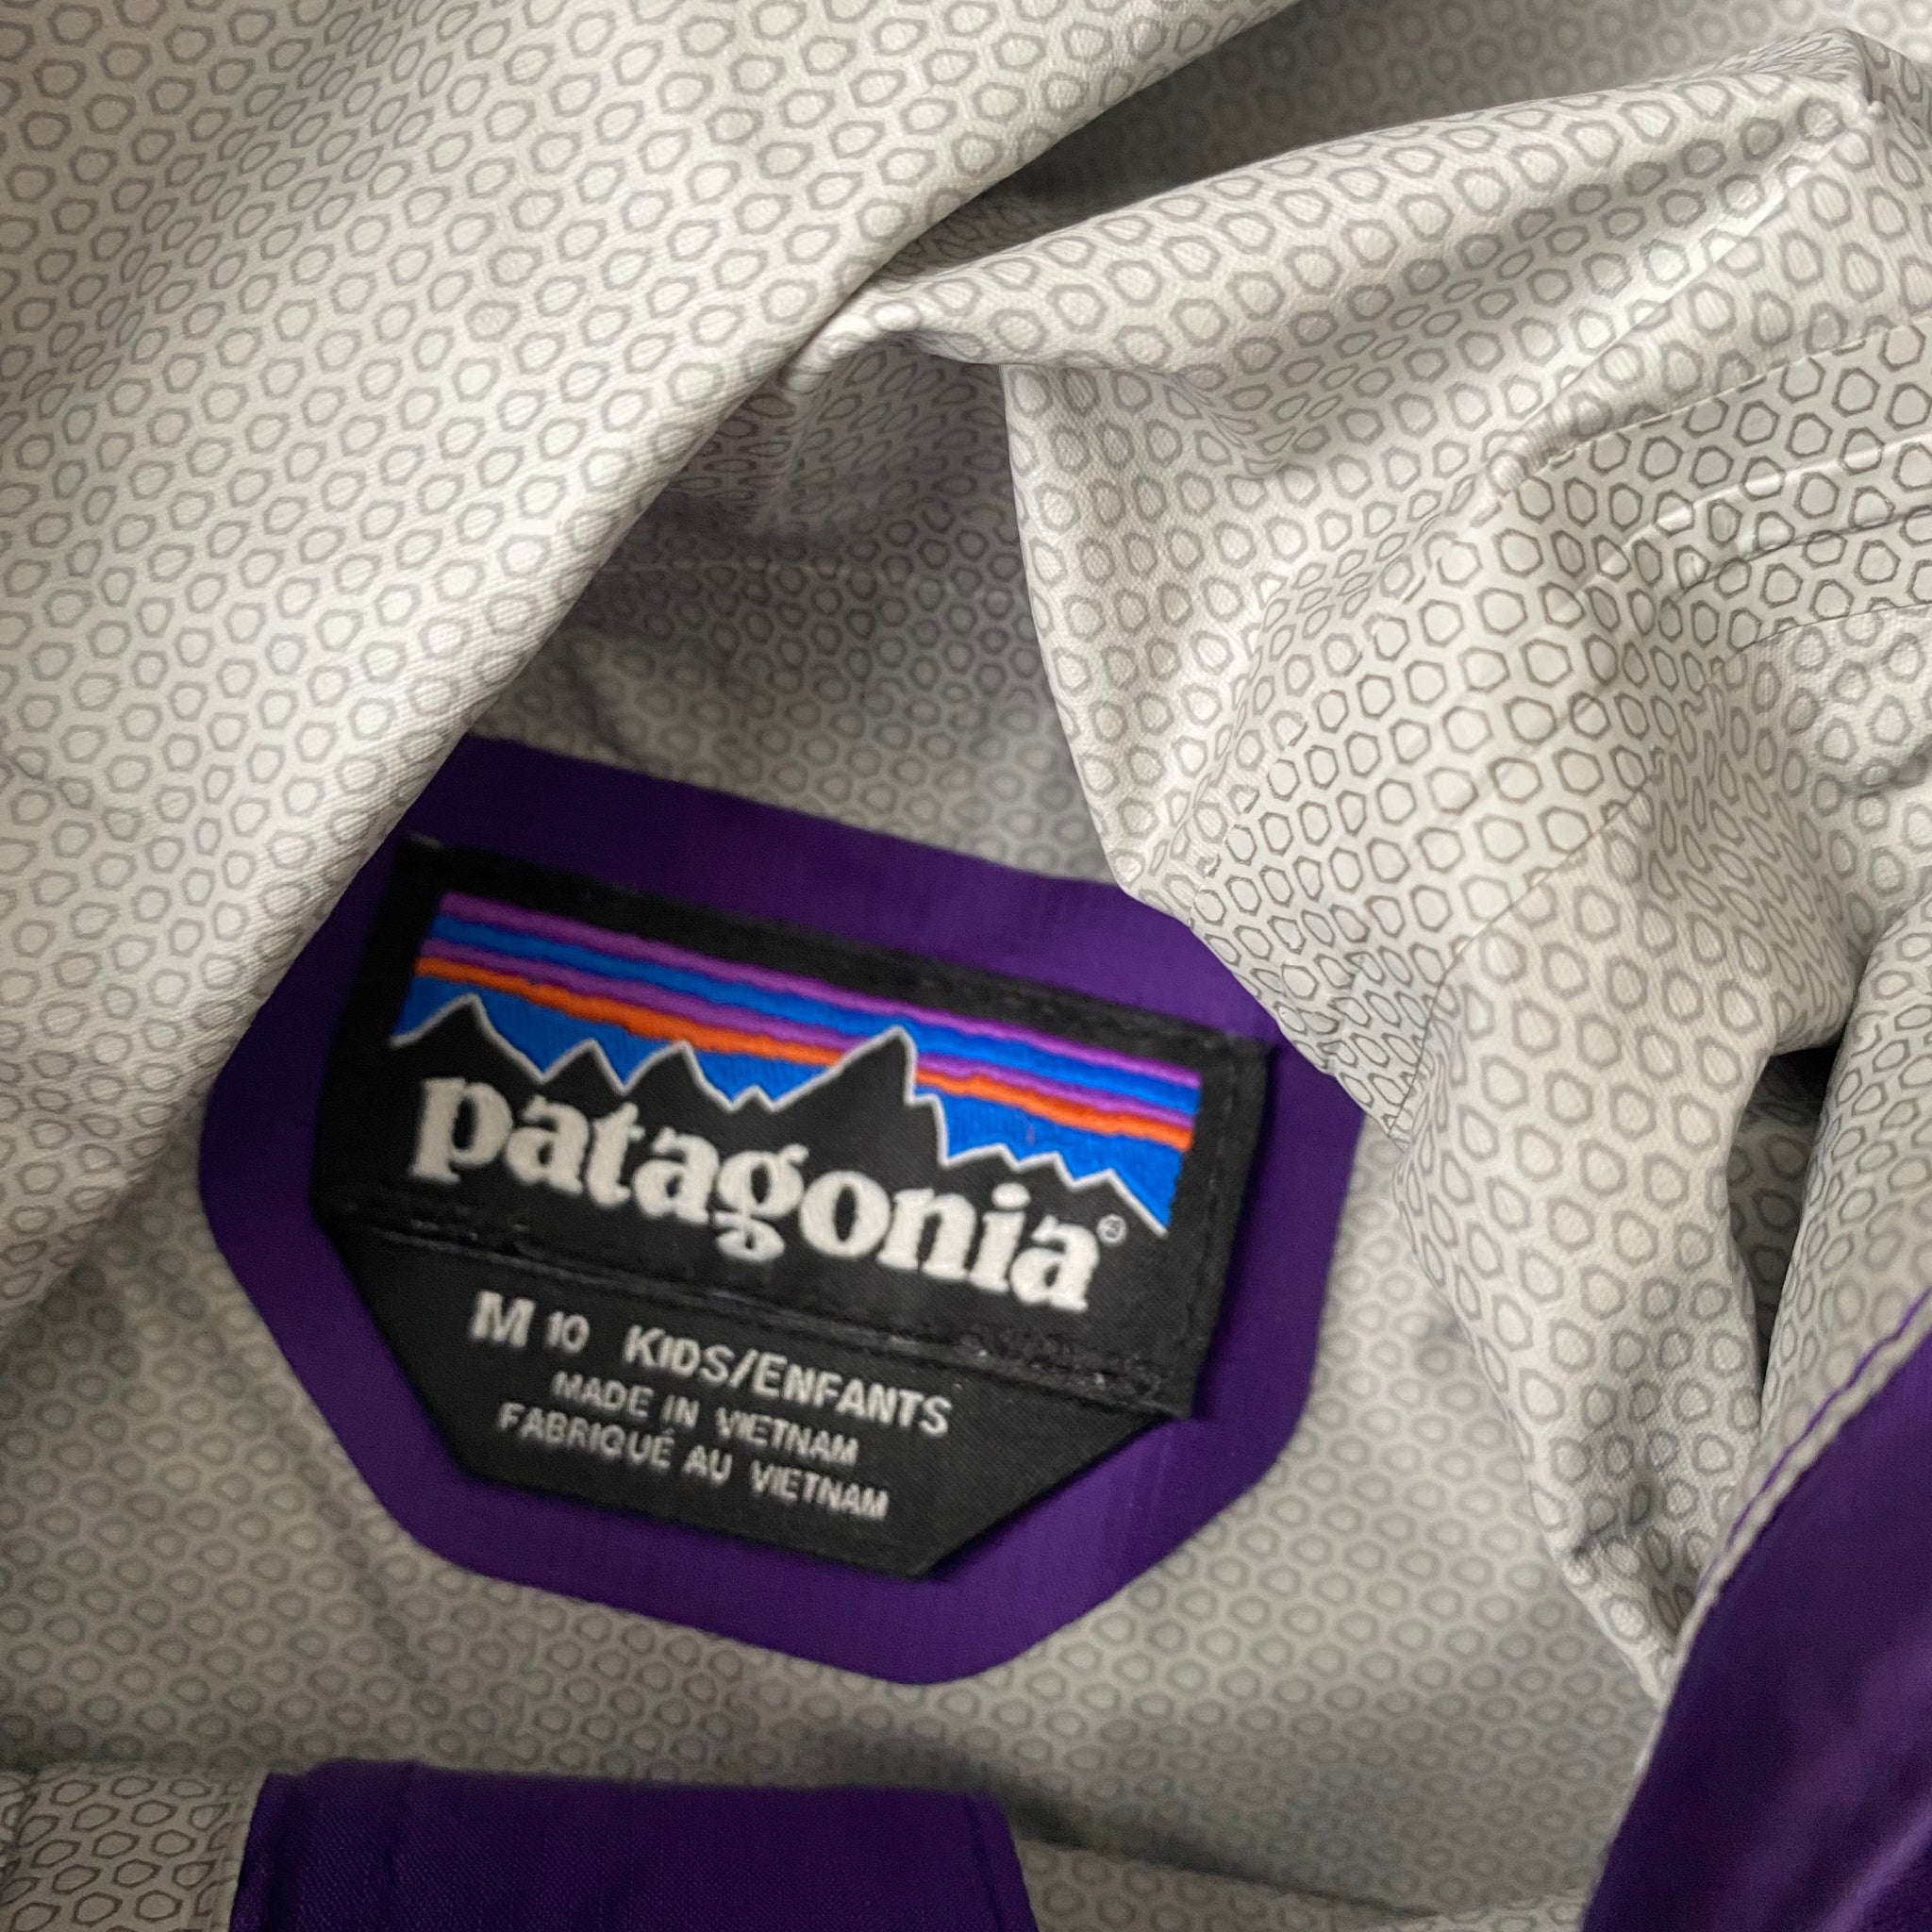 patagonia®
M 10 KIDS/ENFANTS
MADE IN VIETNAM
FABRIQUÉ AU VIETNAM